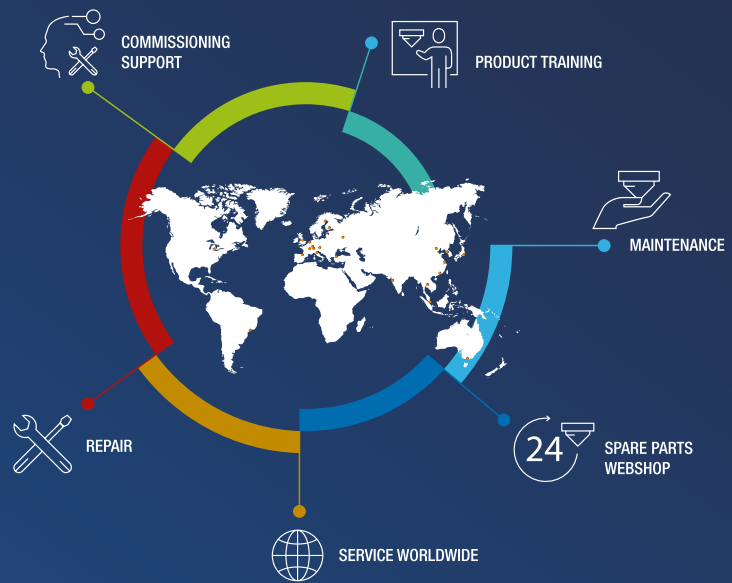 COMMISSIONING
SUPPORT
PRODUCT TRAINING
MAINTENANCE
24
SPARE PARTS
WEBSHOP
REPAIR
SERVICE WORLDWIDE